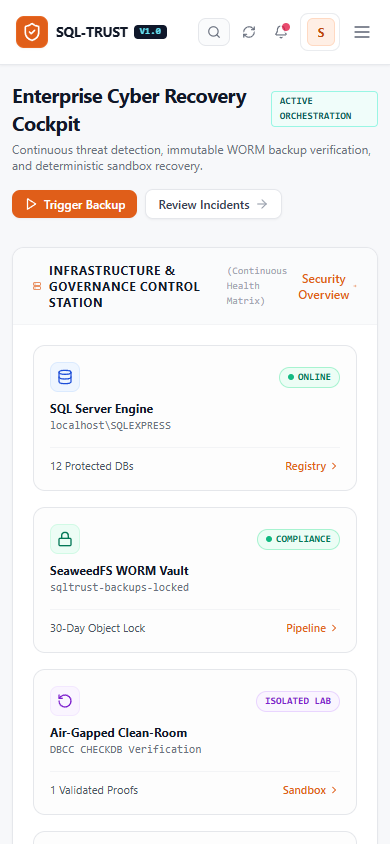 SQL-TRUST V1.0
S
Enterprise Cyber Recovery
Cockpit
ACTIVE
ORCHESTRATION
Continuous threat detection, immutable WORM backup verification,
and deterministic sandbox recovery.
Trigger Backup
Review Incidents
INFRASTRUCTURE &
GOVERNANCE CONTROL
STATION
(Continuous
Health
Matrix)
Security
Overview
ONLINE
SQL Server Engine
localhost\SQLEXPRESS
12 Protected DBs
Registry
COMPLIANCE
SeaweedFS WORM Vault
sqltrust-backups-locked
30-Day Object Lock
Pipeline
ISOLATED LAB
Air-Gapped Clean-Room
DBCC CHECKDB Verification
1 Validated Proofs
Sandbox